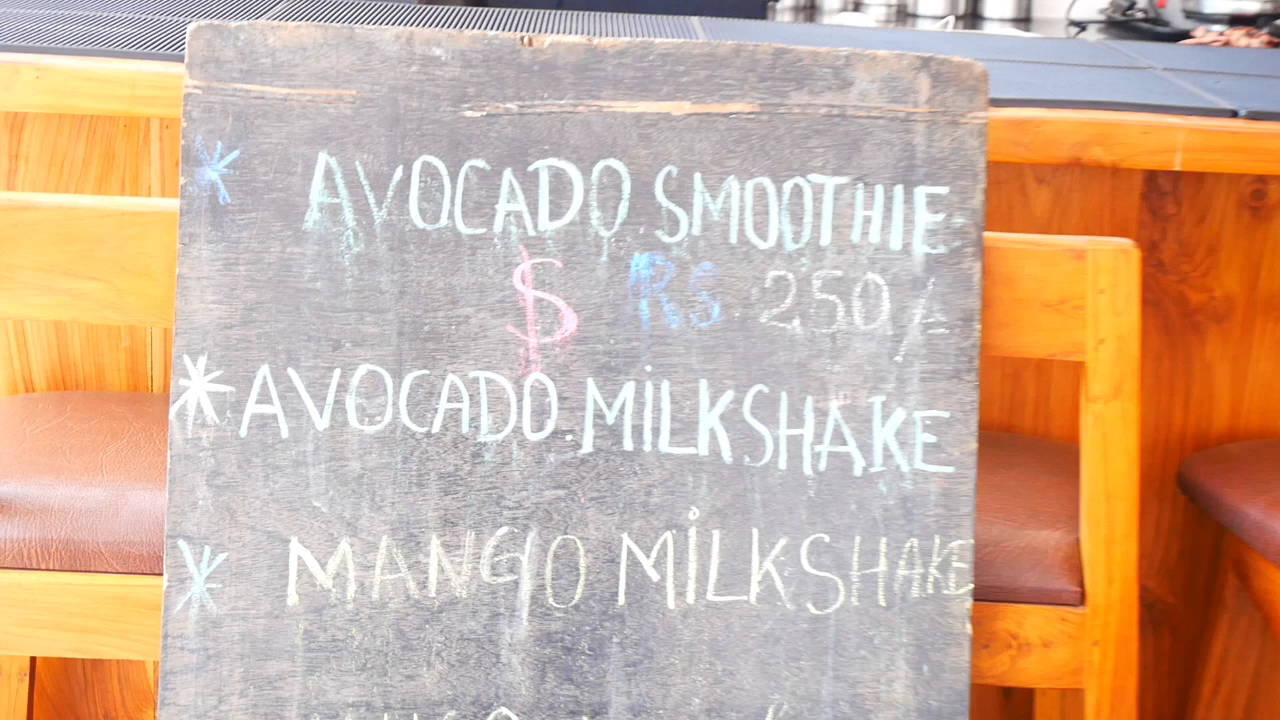 * AVOCADO SMOOTHIE
$ RS 250/=
* AVOCADO.MILKSHAKE
* MANGO MILKSHAKE